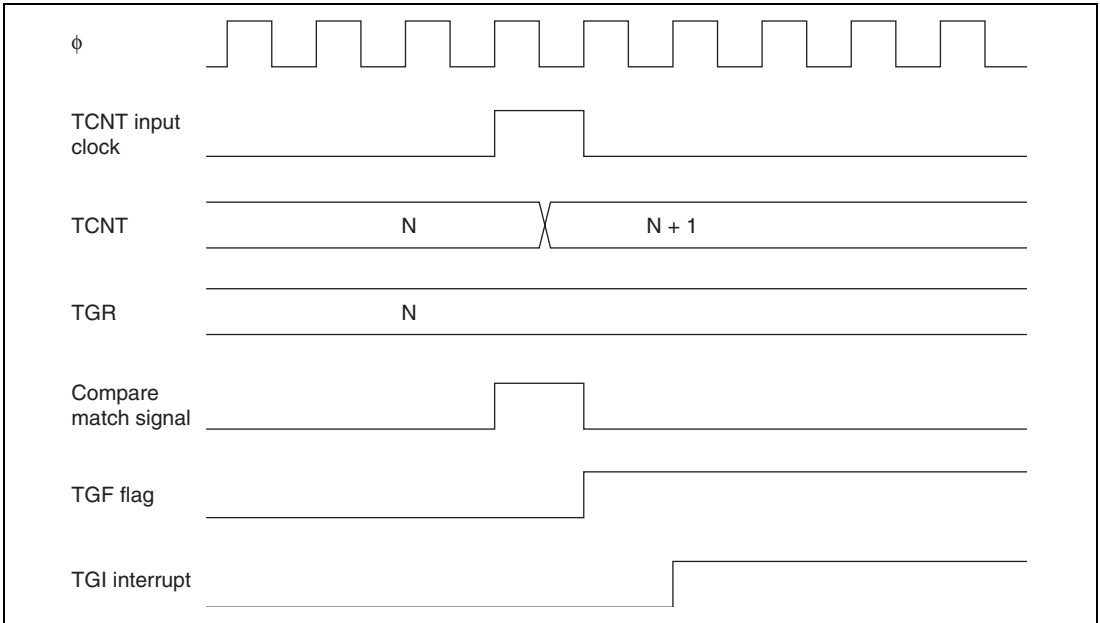 ϕ
TCNT input
clock
TCNT
N
N + 1
TGR
N
Compare
match signal
TGF flag
TGI interrupt